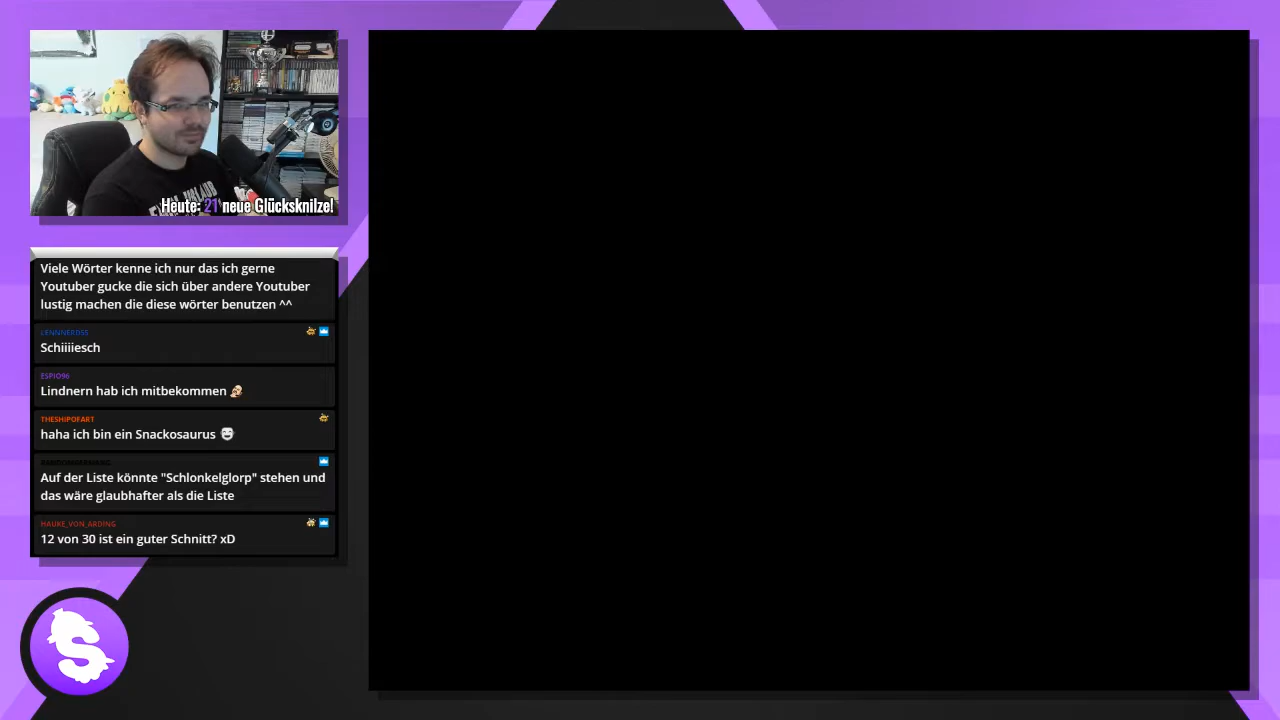 Heute: 21 neue Glücksknilze!
Viele Wörter kenne ich nur das ich gerne
Youtuber gucke die sich über andere Youtuber
lustig machen die diese wörter benutzen ^^
LENNNERD55
Schiiiiesch
ESPIO96
Lindnern hab ich mitbekommen
THESHIPOFART
haha ich bin ein Snackosaurus
Auf der Liste könnte "Schlonkelglorp" stehen und
das wäre glaubhafter als die Liste
HAUKE_VON_ARDING
12 von 30 ist ein guter Schnitt? xD
S